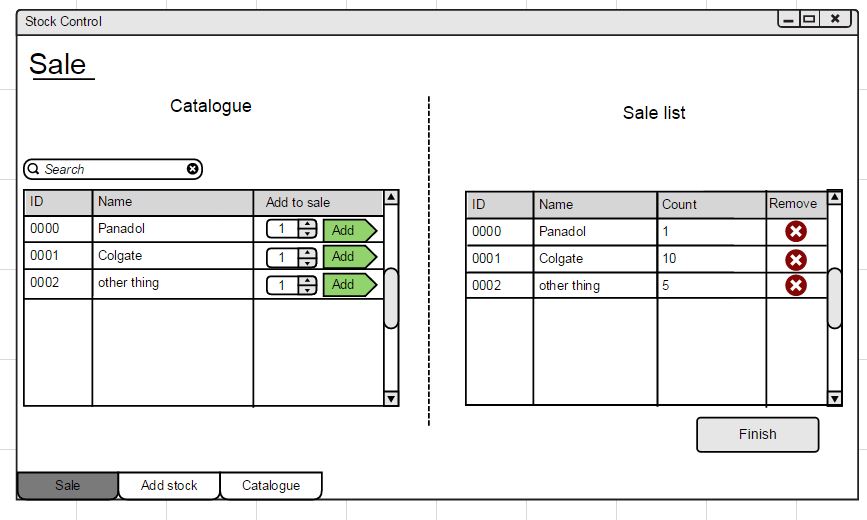 Stock Control
Sale
Catalogue
Search
ID Name Add to sale
0000 Panadol 1 Add
0001 Colgate 1 Add
0002 other thing 1 Add
Sale list
ID Name Count Remove
0000 Panadol 1
0001 Colgate 10
0002 other thing 5
Finish
Sale Add stock Catalogue